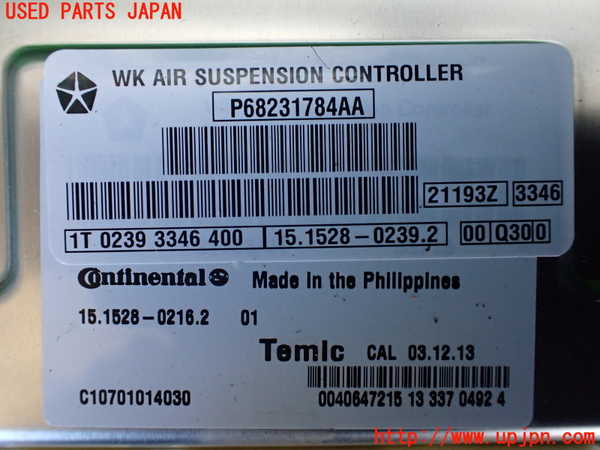 USED PARTS JAPAN
WK AIR SUSPENSION CONTROLLER
P68231784AA
21193Z 3346
1T 0239 3346 400 15.1528-0239.2 00 Q300
Continental Made in the Philippines
15.1528-0216.2 01
Temic CAL 03.12.13
C10701014030 0040647215 13 337 0492 4
http://www.upjpn.com/